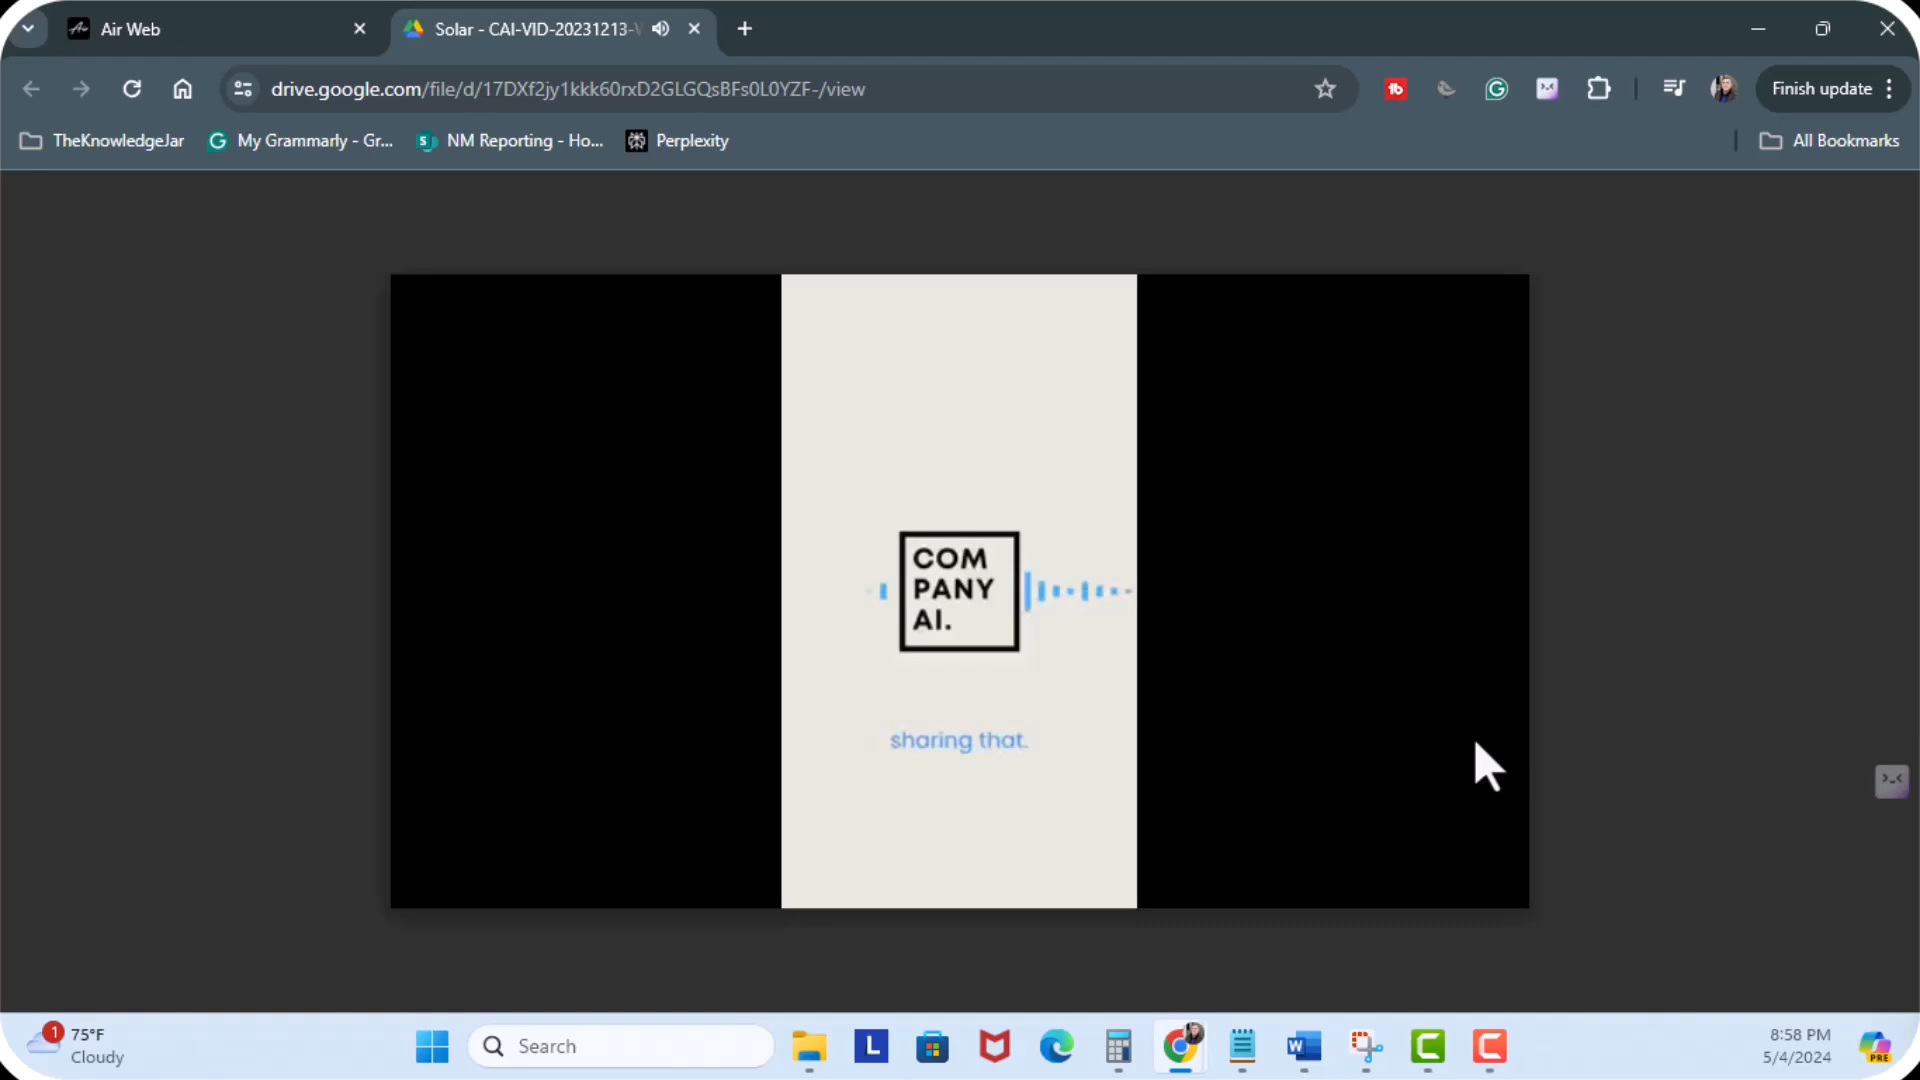 Air Web
Solar - CAI-VID-20231213-
Finish update
drive.google.com/file/d/17DXf2jy1kkk60rxD2GLGQsBFs0L0YZF-/view
TheKnowledgeJar
My Grammarly - Gr...
NM Reporting - Ho...
Perplexity
All Bookmarks
COM
PANY
AI.
sharing that.
1
75°F
Cloudy
Search
L
8:58 PM
5/4/2024
PRE